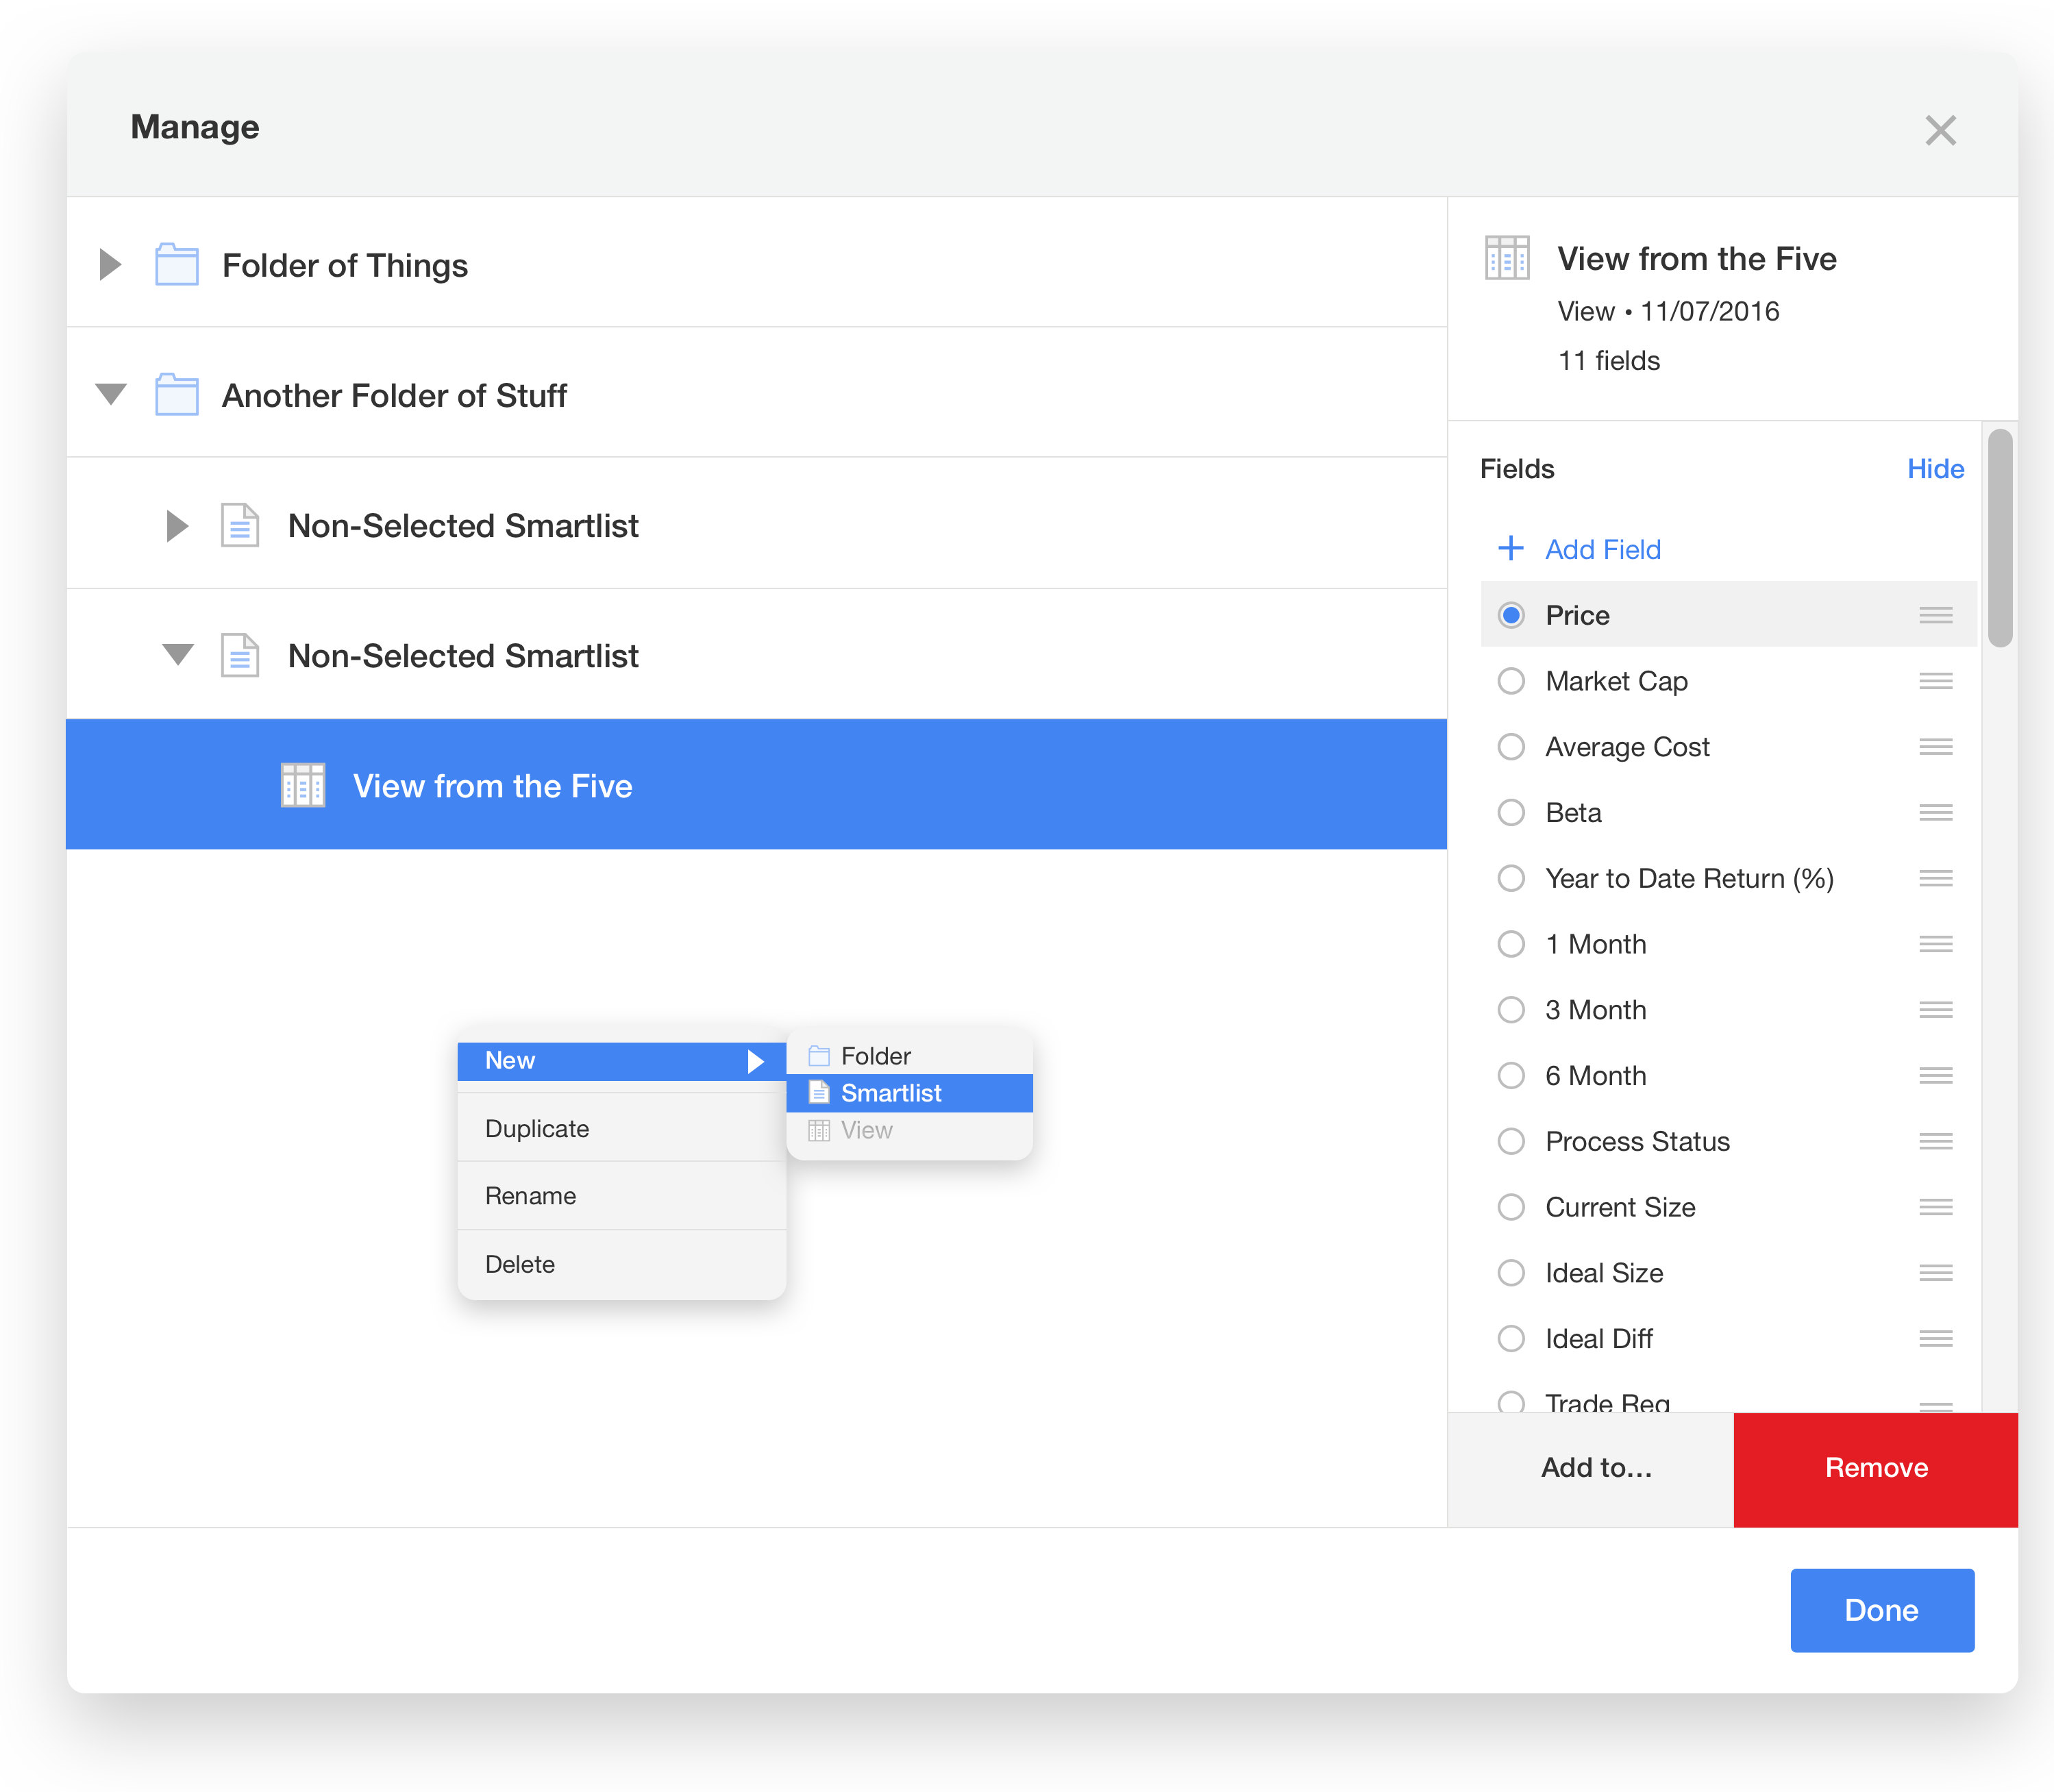 Manage
Folder of Things
Another Folder of Stuff
Non-Selected Smartlist
Non-Selected Smartlist
View from the Five
New
Duplicate
Rename
Delete
Folder
Smartlist
View
View from the Five
View • 11/07/2016
11 fields
Fields
Hide
Add Field
Price
Market Cap
Average Cost
Beta
Year to Date Return (%)
1 Month
3 Month
6 Month
Process Status
Current Size
Ideal Size
Ideal Diff
Trade Req
Add to...
Remove
Done